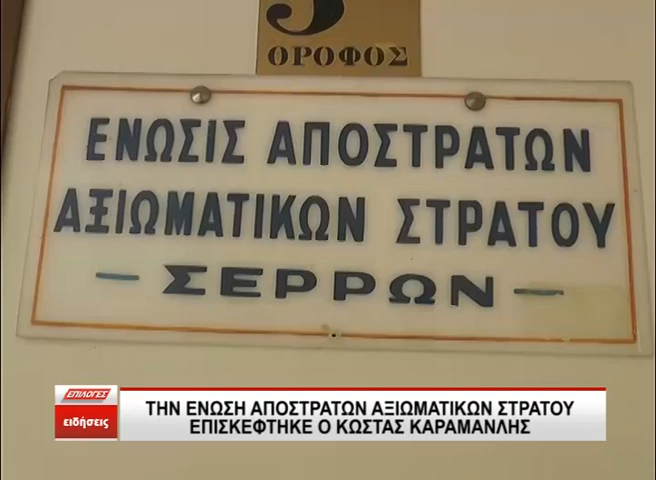 ΟΡΟΦΟΣ
ΕΝΩΣΙΣ ΑΠΟΣΤΡΑΤΩΝ
ΑΞΙΩΜΑΤΙΚΩΝ ΣΤΡΑΤΟΥ
— ΣΕΡΡΩΝ —
ΕΠΙΛΟΓΕΣ
ειδήσεις
ΤΗΝ ΕΝΩΣΗ ΑΠΟΣΤΡΑΤΩΝ ΑΞΙΩΜΑΤΙΚΩΝ ΣΤΡΑΤΟΥ
ΕΠΙΣΚΕΦΤΗΚΕ Ο ΚΩΣΤΑΣ ΚΑΡΑΜΑΝΛΗΣ